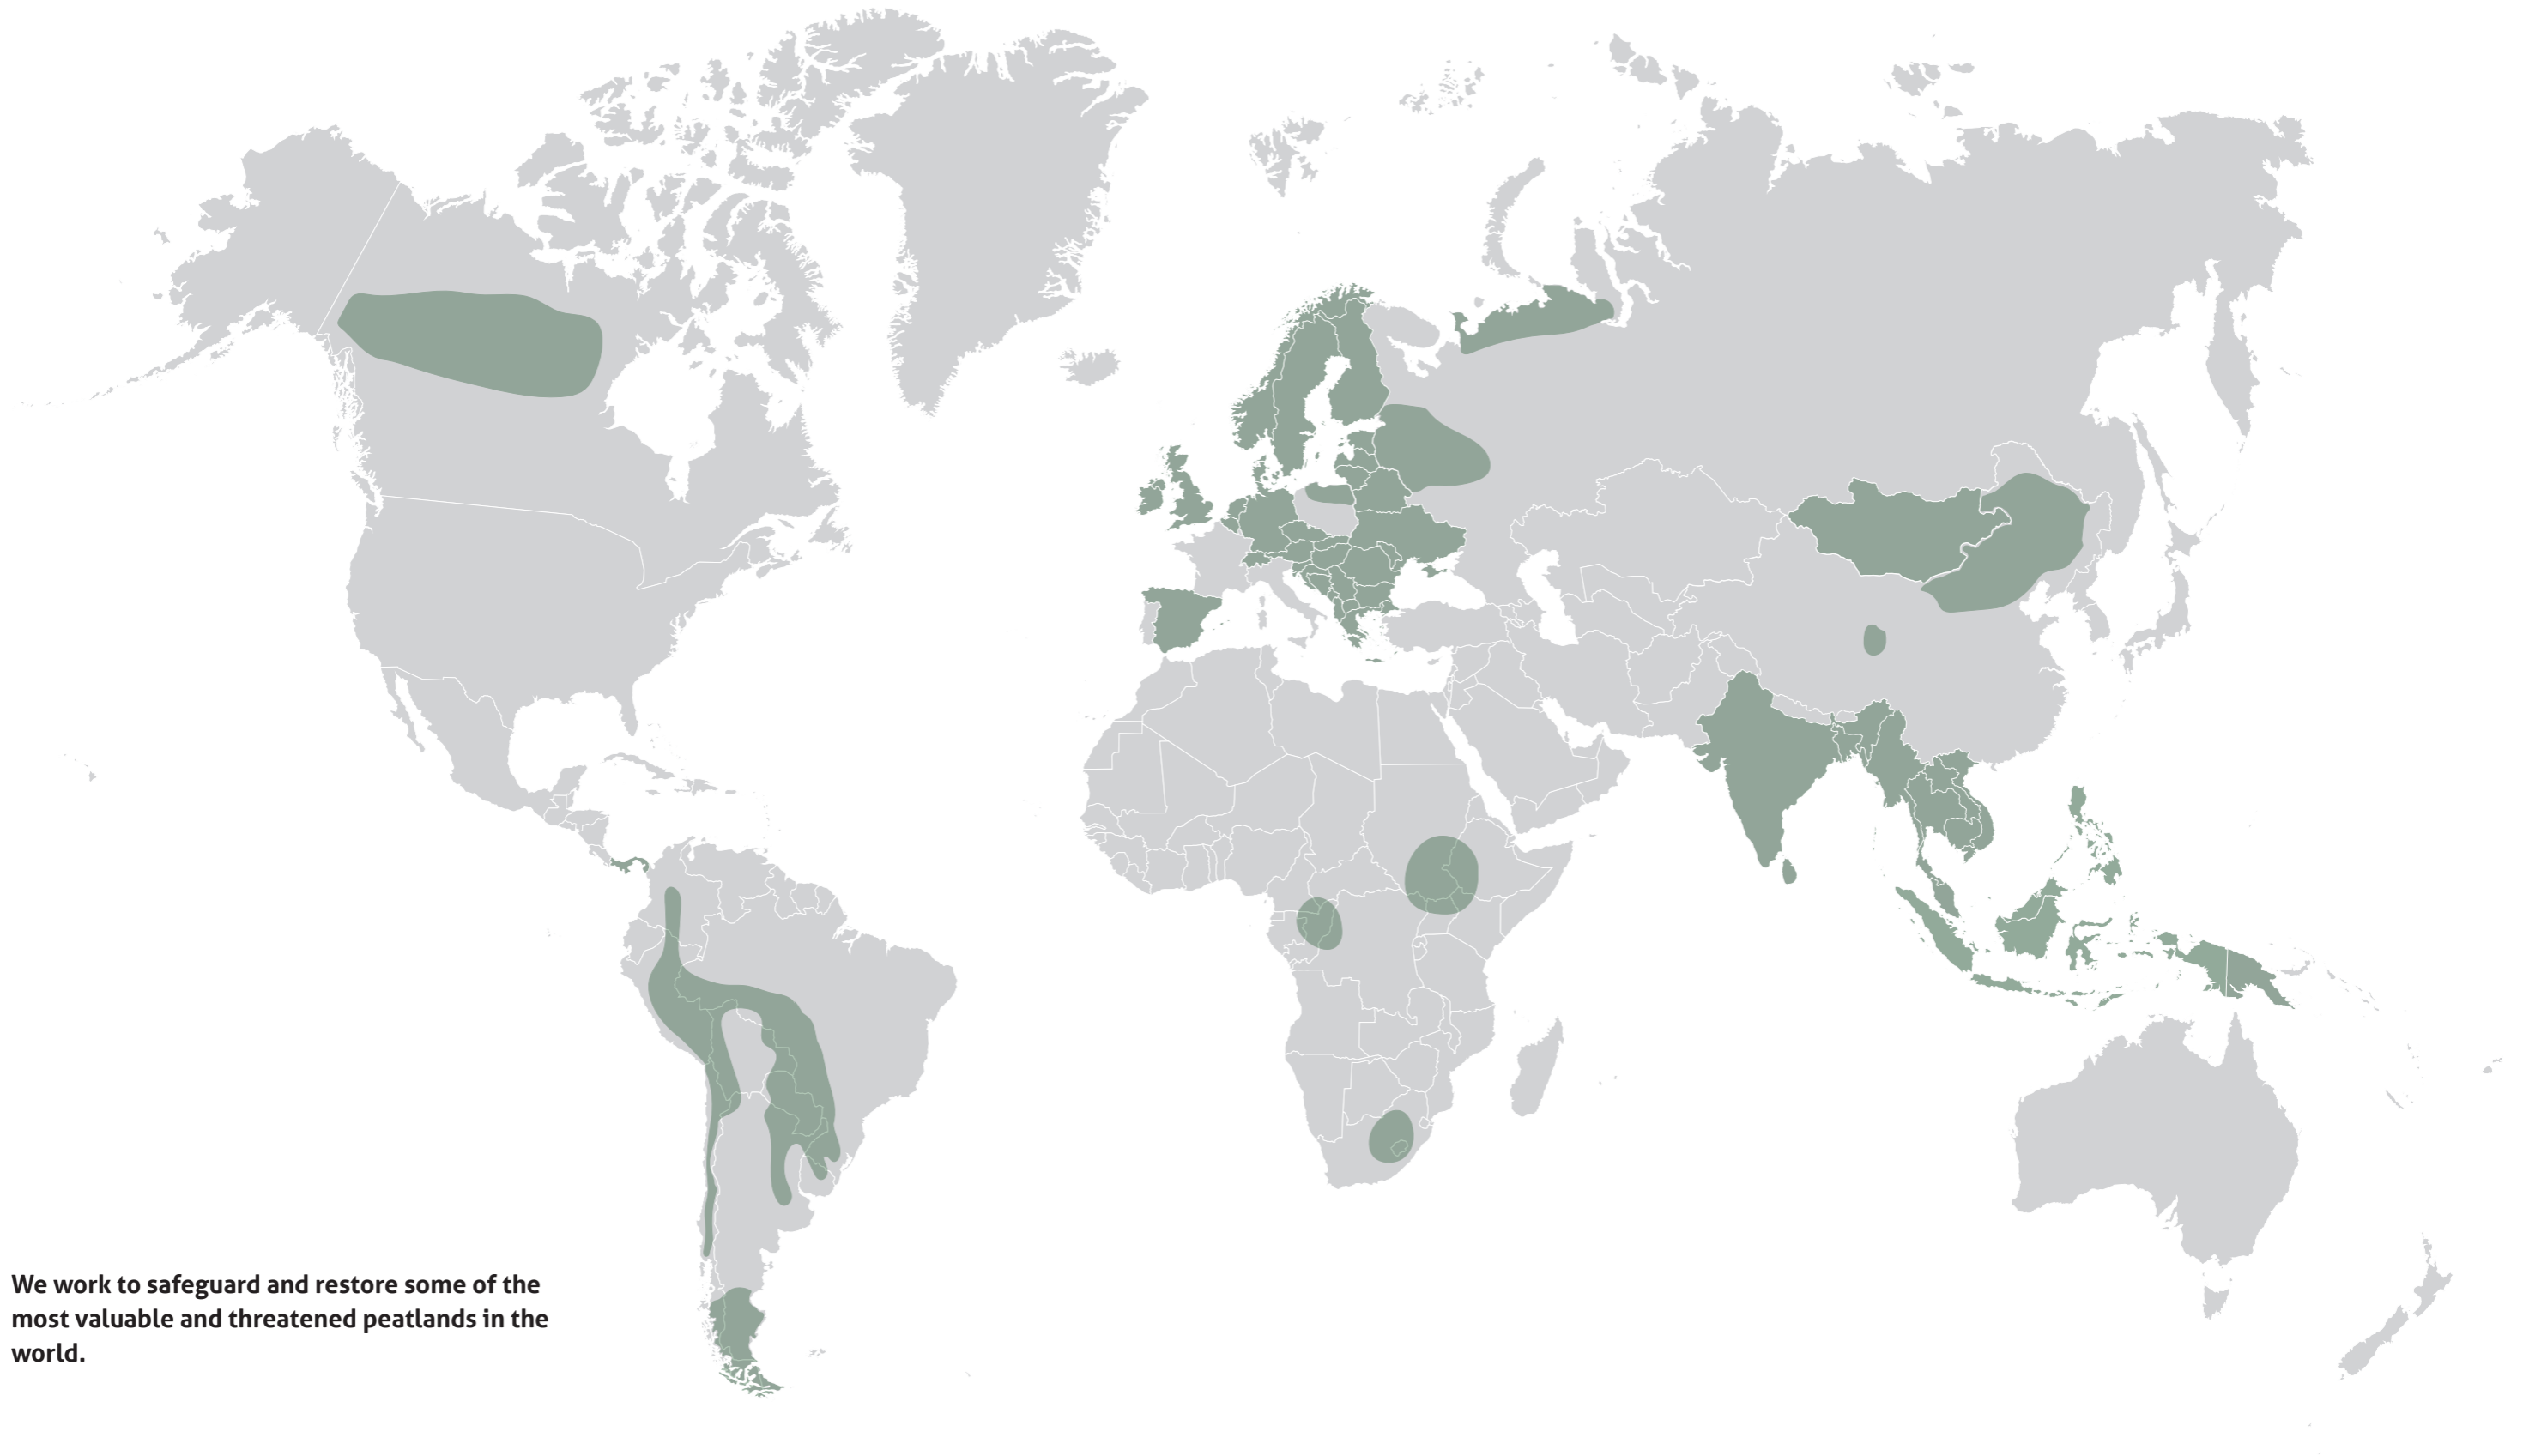 We work to safeguard and restore some of the
most valuable and threatened peatlands in the
world.